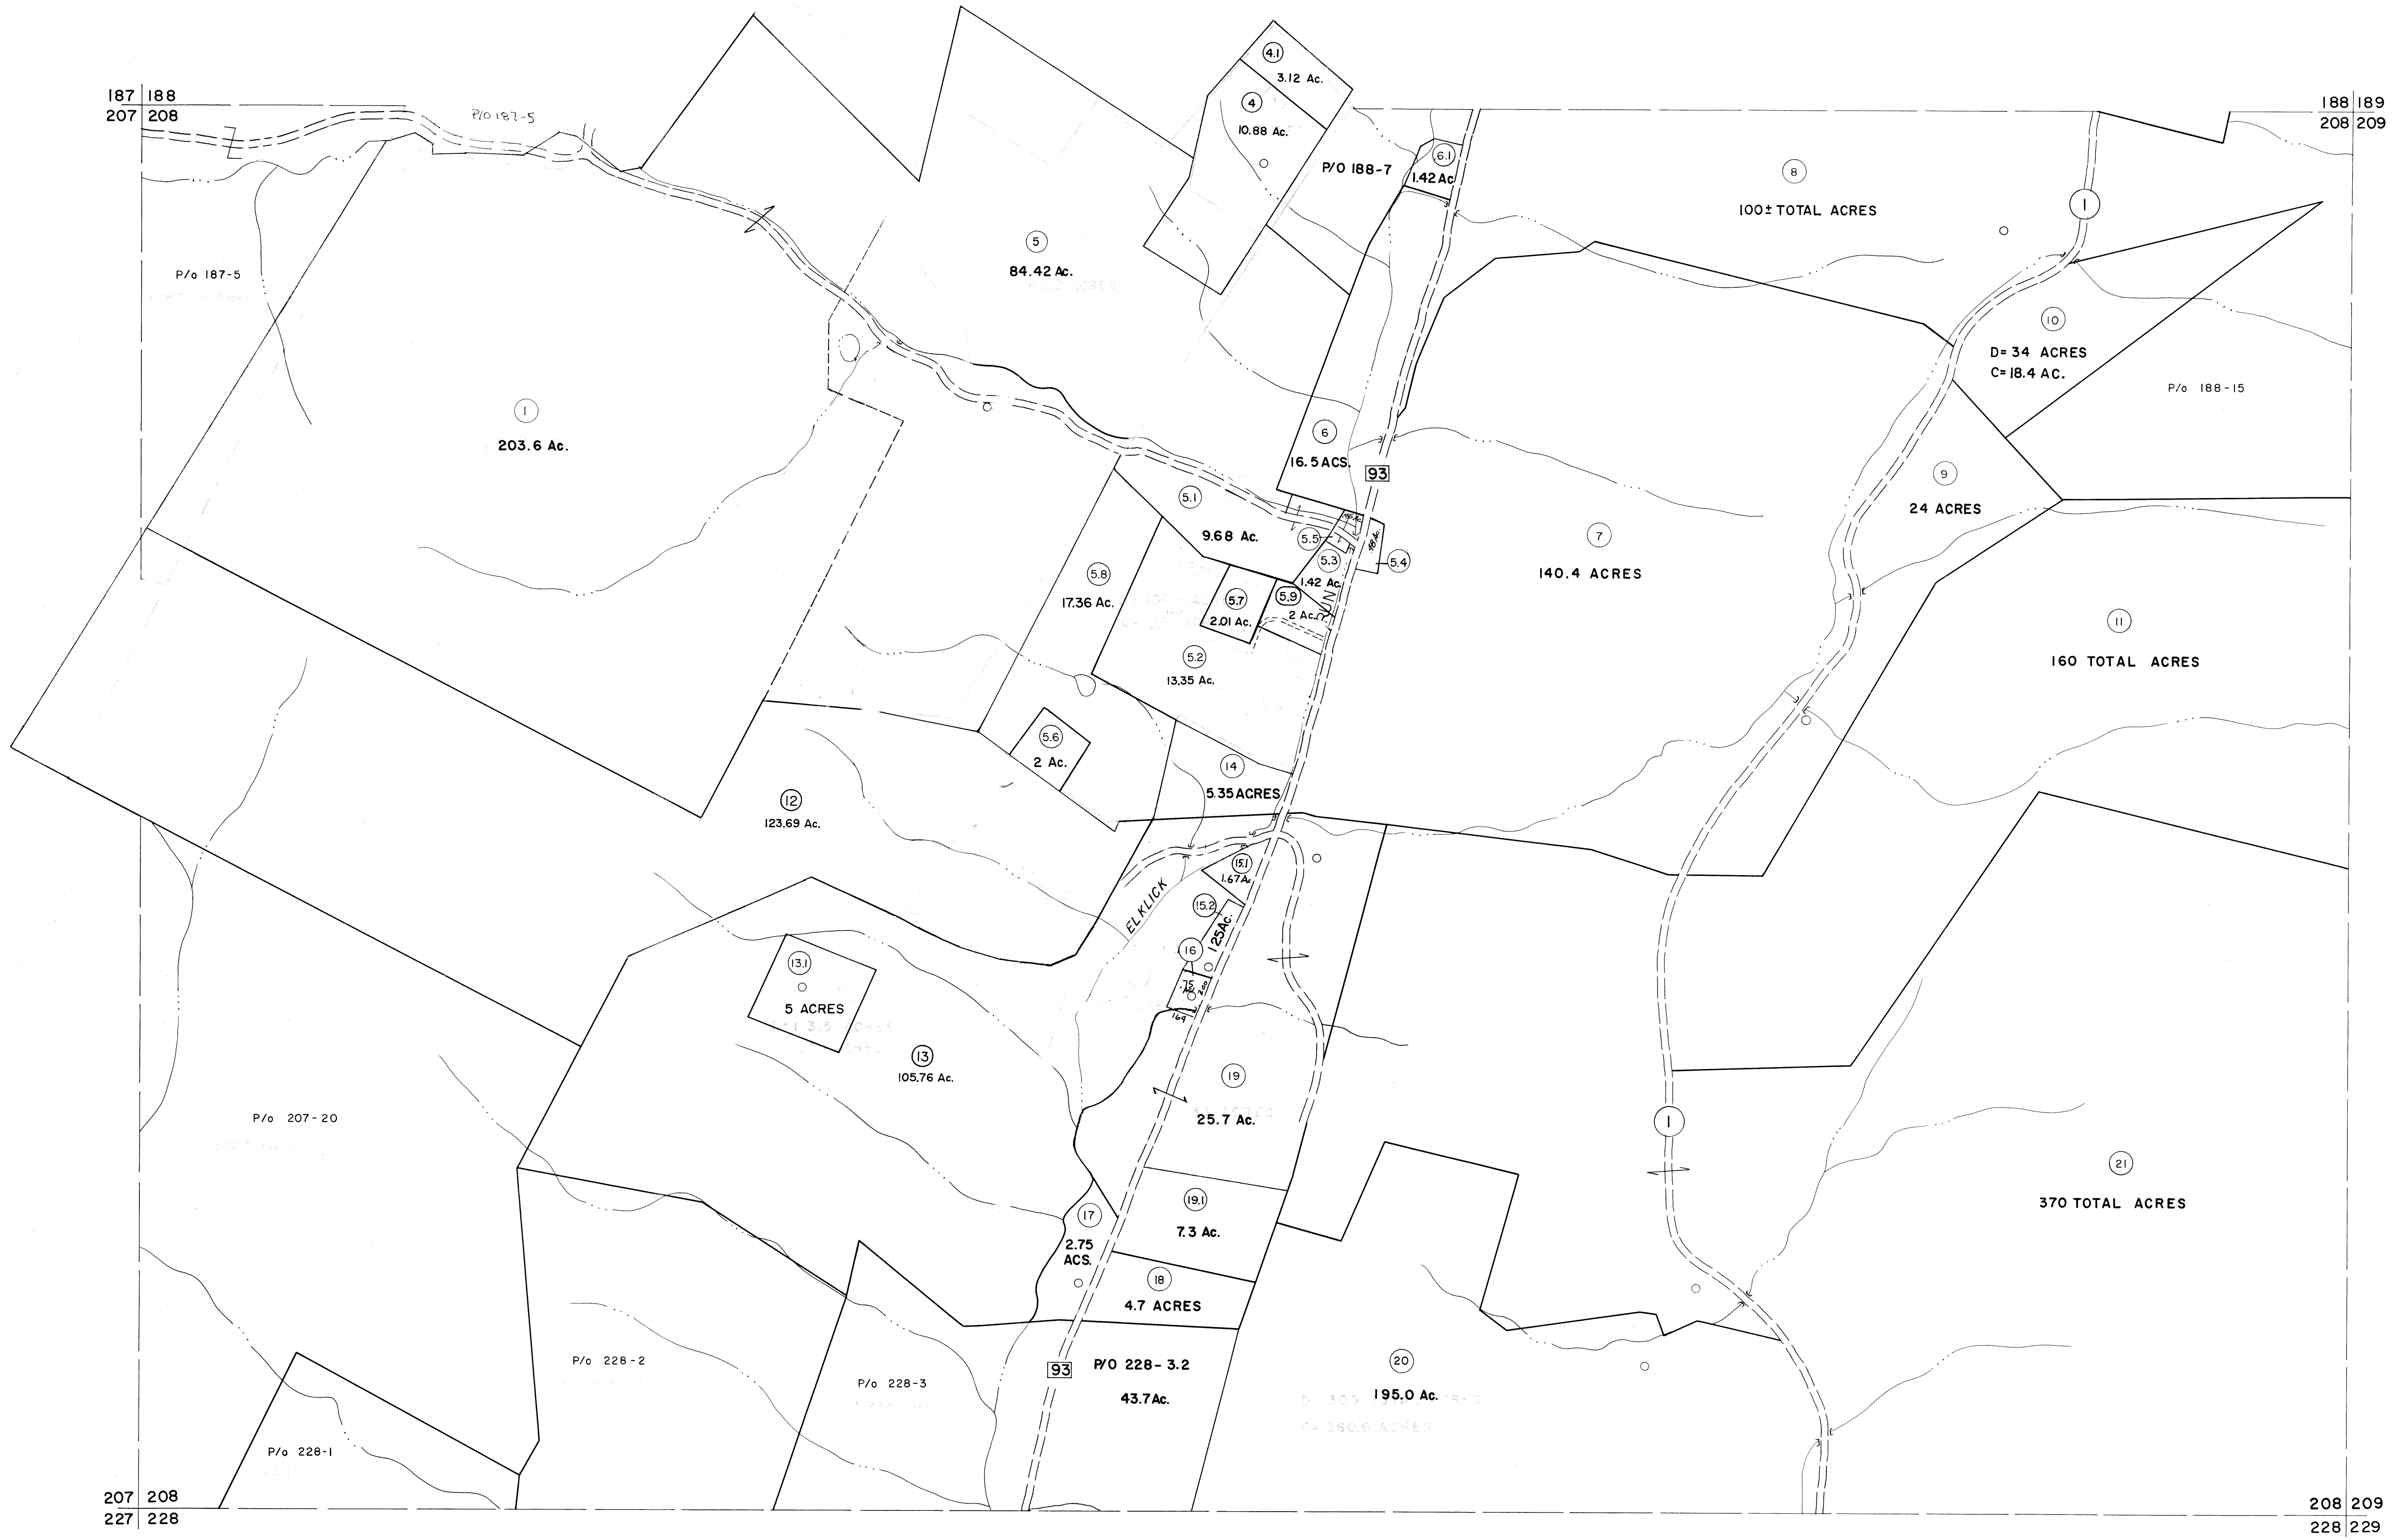 187 188
207 208
P/O 187-5
4.1
3.12 Ac.
4
10.88 Ac.
188 189
208 209
P/O 188-7
6.1
1.42 Ac
8
100± TOTAL ACRES
1
P/o 187-5
5
84.42 Ac.
10
D= 34 ACRES
C= 18.4 AC.
P/o 188-15
1
203.6 Ac.
6
16.5 ACS.
93
9
24 ACRES
5.1
9.68 Ac.
5.5
5.3
1.42 Ac.
5.4
7
140.4 ACRES
5.8
17.36 Ac.
5.7
2.01 Ac.
5.9
2 Ac.
RUN
11
160 TOTAL ACRES
5.2
13.35 Ac.
5.6
2 Ac.
14
5.35 ACRES
12
123.69 Ac.
15.1
1.67 Ac
ELKLICK
15.2
1.25 Ac.
16
.75
200
164
13.1
5 ACRES
13
105.76 Ac.
19
25.7 Ac.
P/o 207-20
1
21
370 TOTAL ACRES
19.1
7.3 Ac.
17
2.75
ACS.
18
4.7 ACRES
P/o 228-2
P/o 228-3
93
P/O 228-3.2
43.7 Ac.
20
195.0 Ac.
P/o 228-1
207 208
227 228
208 209
228 229